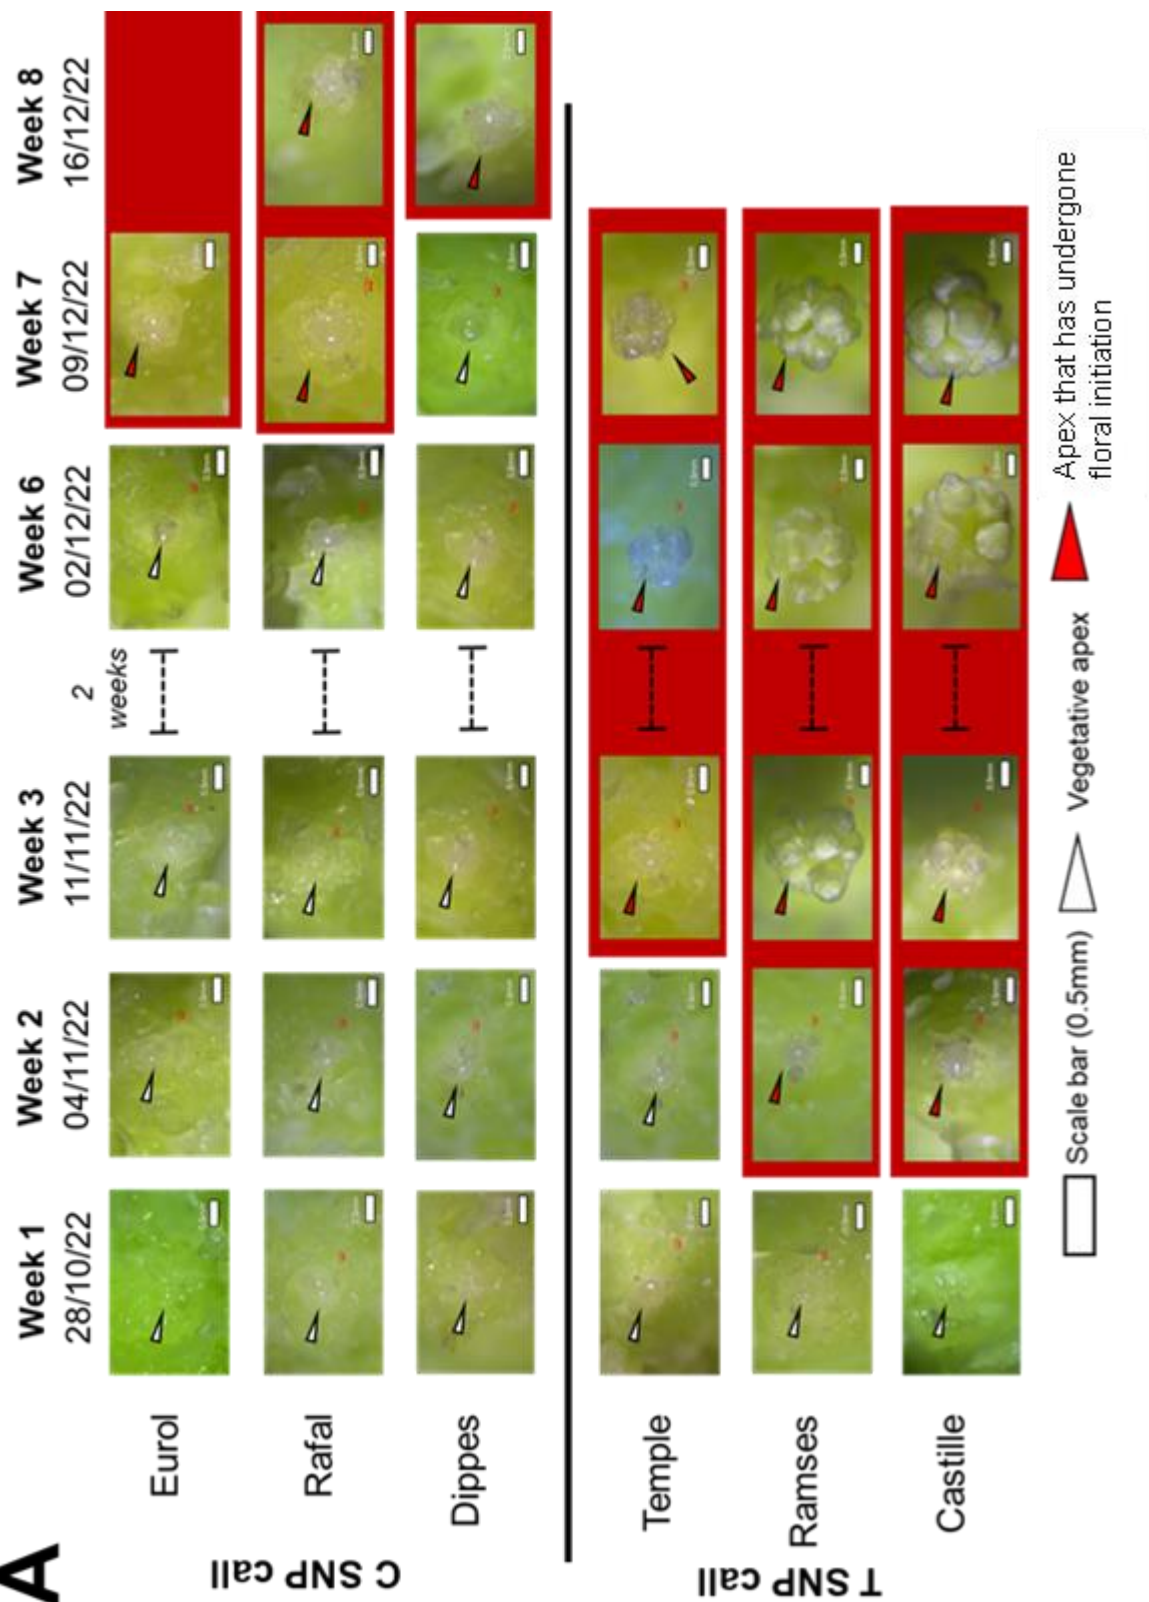 A
Week 1
28/10/22
Week 2
04/11/22
Week 3
11/111/22
2
weeks
Week 6
02/12/22
Week 7
09/12/22
Week 8
16/12/22
C SNP call
Eurol
Rafal
Dippes
T SNP call
Temple
Ramses
Castille
Scale bar (0.5mm)
Vegetative apex
Apex that has undergone
floral initiation